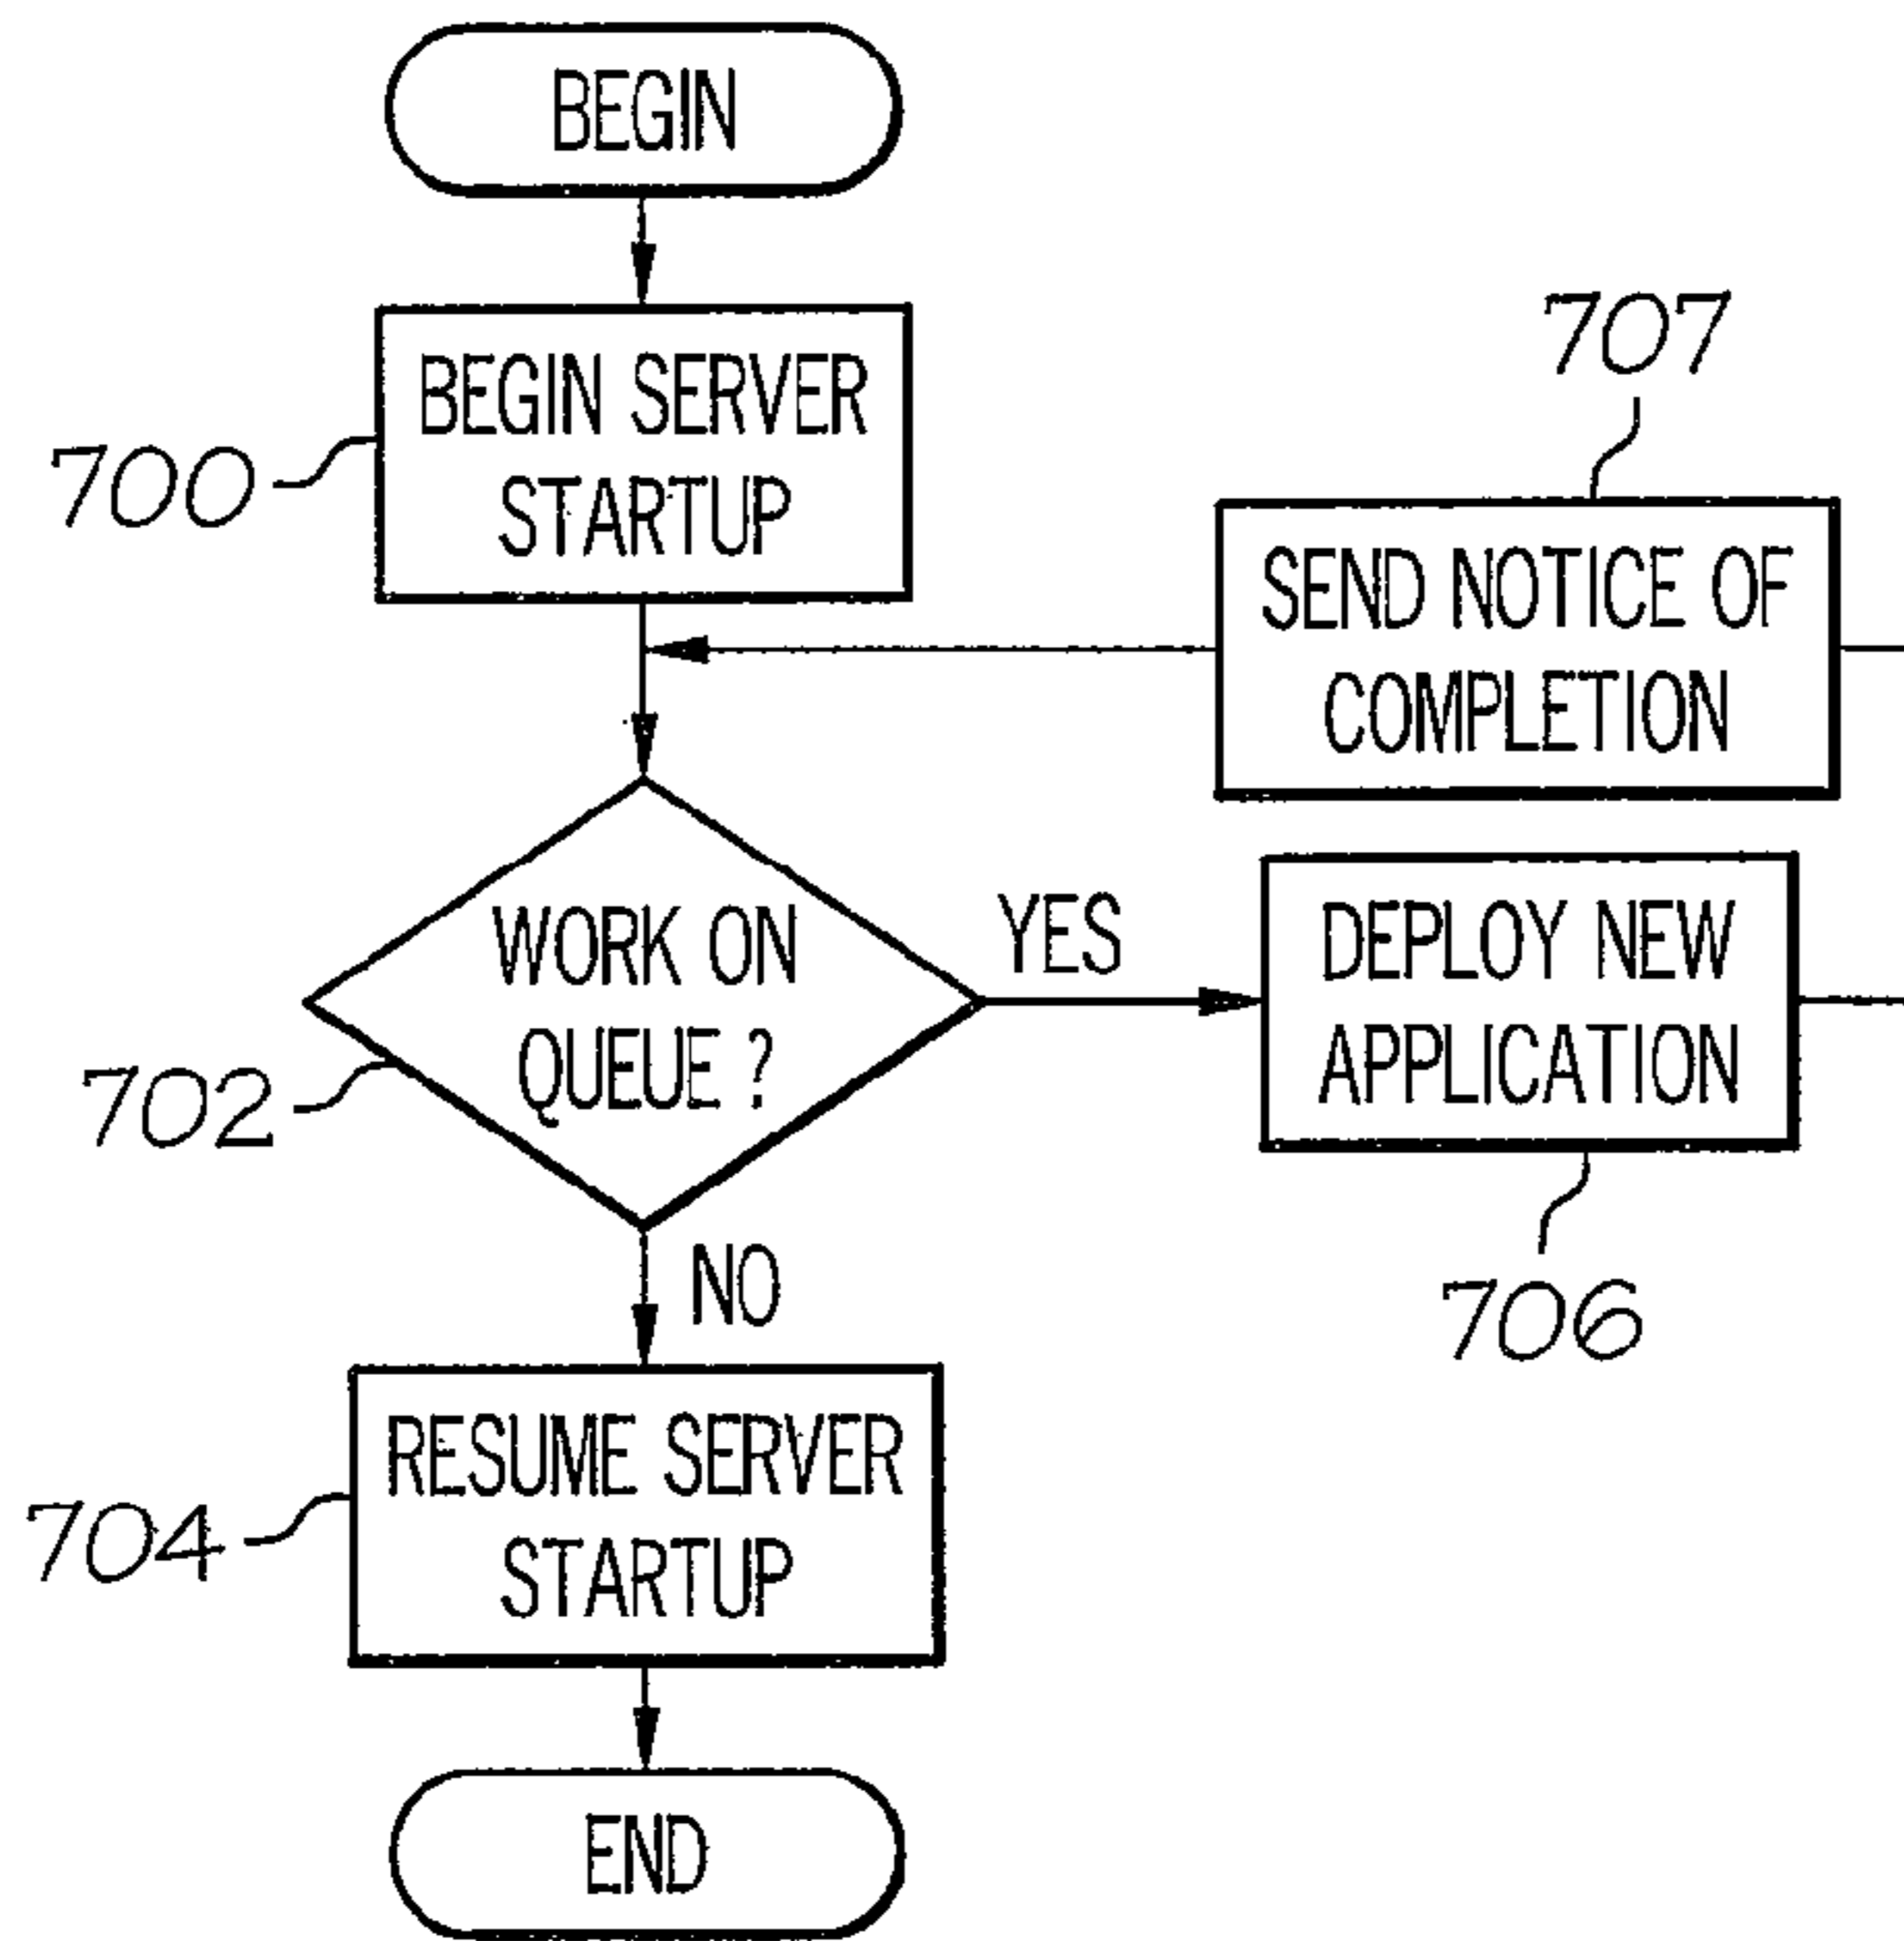 BEGIN
BEGIN SERVER
STARTUP
700
707
SEND NOTICE OF
COMPLETION
WORK ON
QUEUE ?
702
YES
DEPLOY NEW
APPLICATION
706
NO
RESUME SERVER
STARTUP
704
END